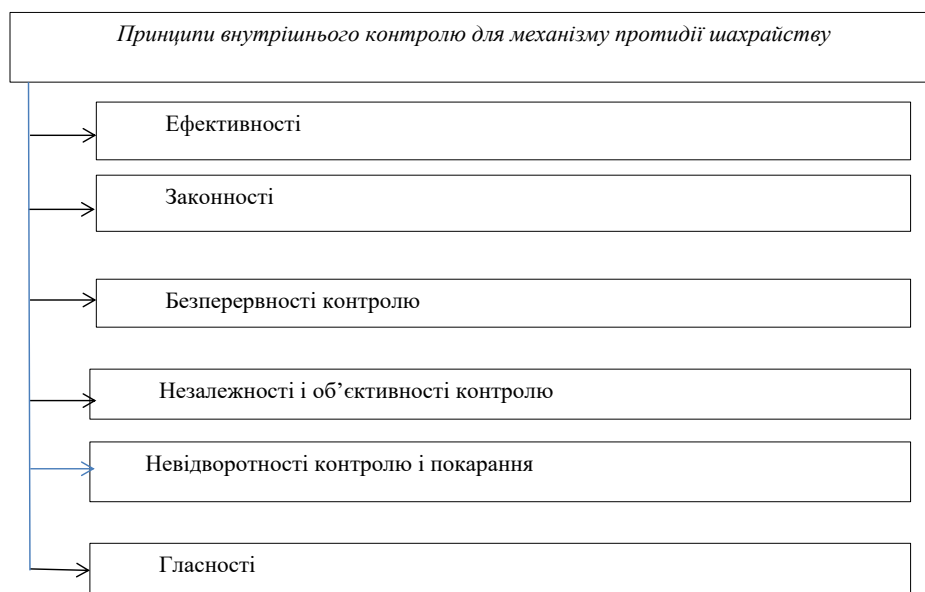 Принципи внутрішнього контролю для механізму протидії шахрайству
Ефективності
Законності
Безперервності контролю
Незалежності і об’єктивності контролю
Невідворотності контролю і покарання
Гласності